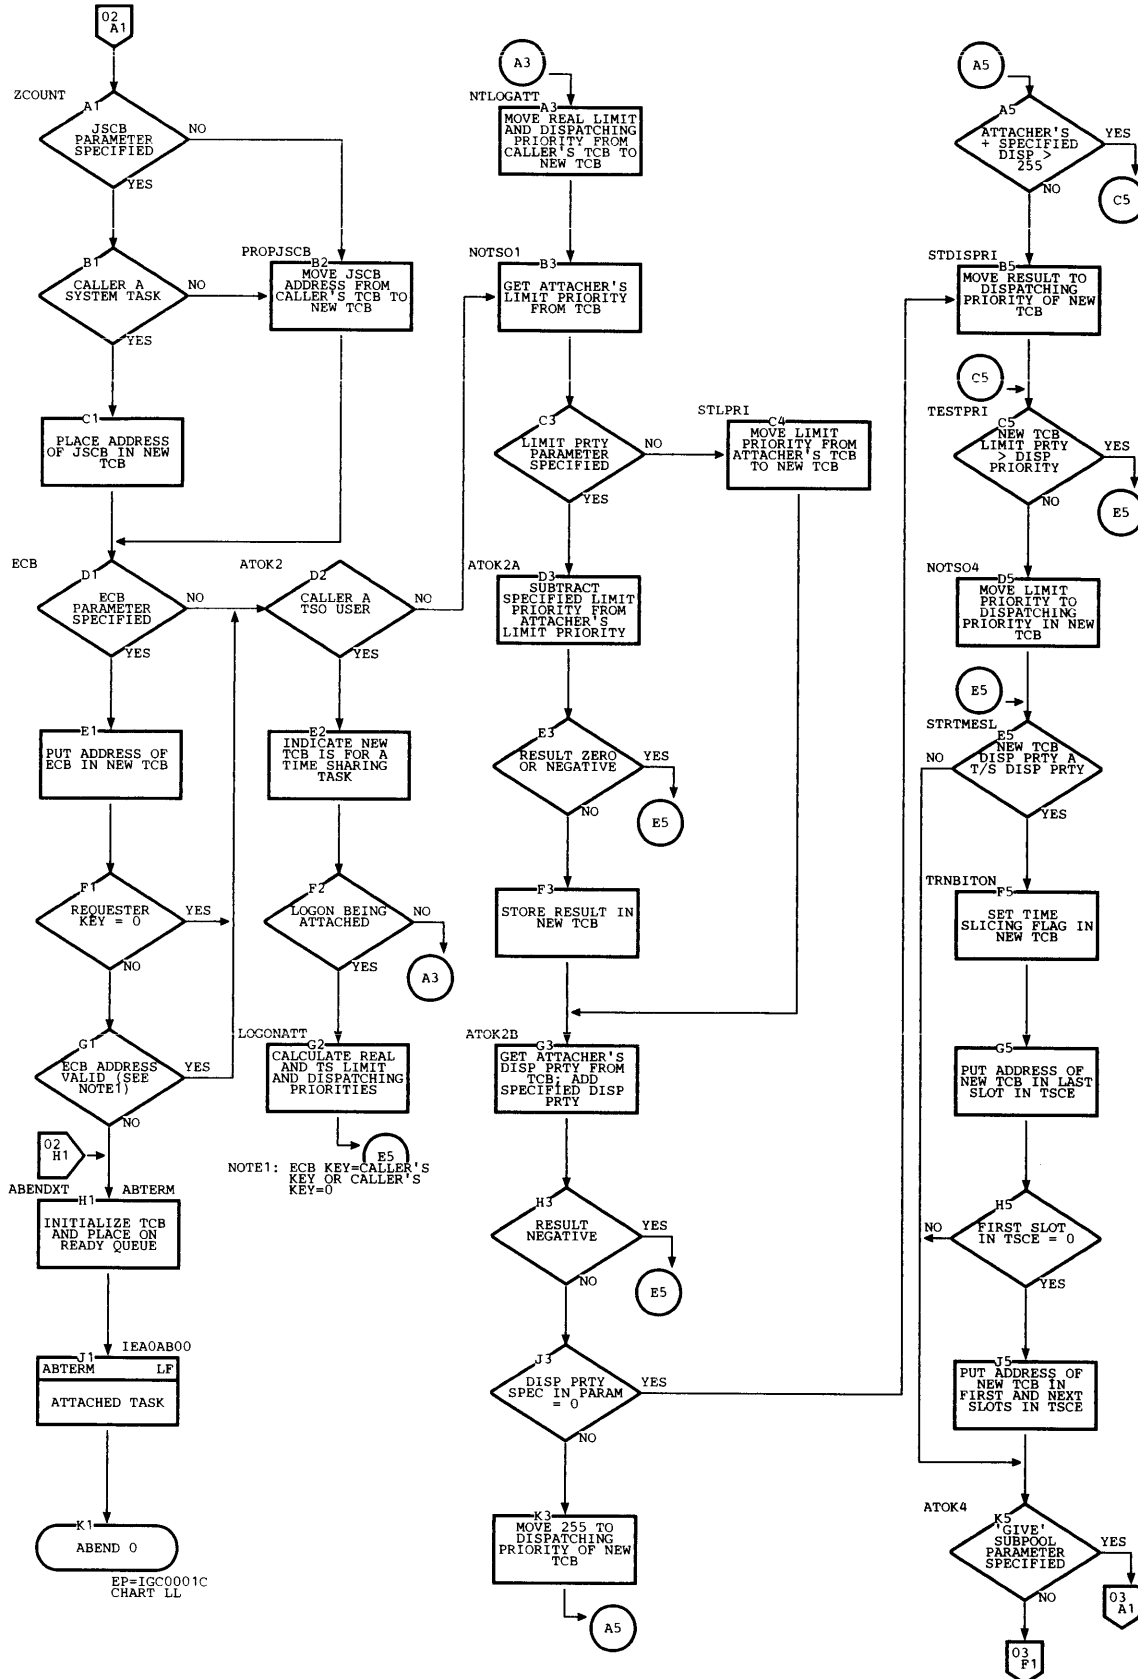 02
A1
ZCOUNT
A1
JSCB
PARAMETER
SPECIFIED
NO
YES
B1
CALLER A
SYSTEM TASK
NO
YES
PROPJSCB
B2
MOVE JSCB
ADDRESS FROM
CALLER'S TCB TO
NEW TCB
C1
PLACE ADDRESS
OF JSCB IN NEW
TCB
ECB
D1
ECB
PARAMETER
SPECIFIED
NO
YES
ATOK2
D2
CALLER A
TSO USER
NO
YES
E1
PUT ADDRESS OF
ECB IN NEW TCB
E2
INDICATE NEW
TCB IS FOR A
TIME SHARING
TASK
F1
REQUESTER
KEY = 0
YES
NO
F2
LOGON BEING
ATTACHED
NO
YES
A3
G1
ECB ADDRESS
VALID (SEE
NOTE1)
YES
NO
LOGONATT
G2
CALCULATE REAL
AND TS LIMIT
AND DISPATCHING
PRIORITIES
E5
NOTE1: ECB KEY=CALLER'S
KEY OR CALLER'S
KEY=0
02
H1
ABENDXT
ABTERM
H1
INITIALIZE TCB
AND PLACE ON
READY QUEUE
IEA0AB00
J1
ABTERM LF
ATTACHED TASK
K1
ABEND 0
EP=IGC0001C
CHART LL
A3
NTLOGATT
A3
MOVE REAL LIMIT
AND DISPATCHING
PRIORITY FROM
CALLER'S TCB TO
NEW TCB
NOTSO1
B3
GET ATTACHER'S
LIMIT PRIORITY
FROM TCB
C3
LIMIT PRTY
PARAMETER
SPECIFIED
NO
YES
STLPRI
C4
MOVE LIMIT
PRIORITY FROM
ATTACHER'S TCB
TO NEW TCB
ATOK2A
D3
SUBTRACT
SPECIFIED LIMIT
PRIORITY FROM
ATTACHER'S
LIMIT PRIORITY
E3
RESULT ZERO
OR NEGATIVE
YES
NO
E5
F3
STORE RESULT IN
NEW TCB
ATOK2B
G3
GET ATTACHER'S
DISP PRTY FROM
TCB; ADD
SPECIFIED DISP
PRTY
H3
RESULT
NEGATIVE
YES
NO
E5
J3
DISP PRTY
SPEC IN PARAM
= 0
YES
NO
K3
MOVE 255 TO
DISPATCHING
PRIORITY OF NEW
TCB
A5
A5
A5
ATTACHER'S
+ SPECIFIED
DISP >
255
YES
NO
C5
STDISPRI
B5
MOVE RESULT TO
DISPATCHING
PRIORITY OF NEW
TCB
C5
TESTPRI
C5
NEW TCB
LIMIT PRTY
> DISP
PRIORITY
YES
NO
E5
NOTSO4
D5
MOVE LIMIT
PRIORITY TO
DISPATCHING
PRIORITY IN NEW
TCB
E5
STRTMESL
E5
NEW TCB
DISP PRTY A
T/S DISP PRTY
NO
YES
TRNBITON
F5
SET TIME
SLICING FLAG IN
NEW TCB
G5
PUT ADDRESS OF
NEW TCB IN LAST
SLOT IN TSCE
H5
FIRST SLOT
IN TSCE = 0
NO
YES
J5
PUT ADDRESS OF
NEW TCB IN
FIRST AND NEXT
SLOTS IN TSCE
ATOK4
K5
'GIVE'
SUBPOOL
PARAMETER
SPECIFIED
YES
NO
03
A1
03
F1